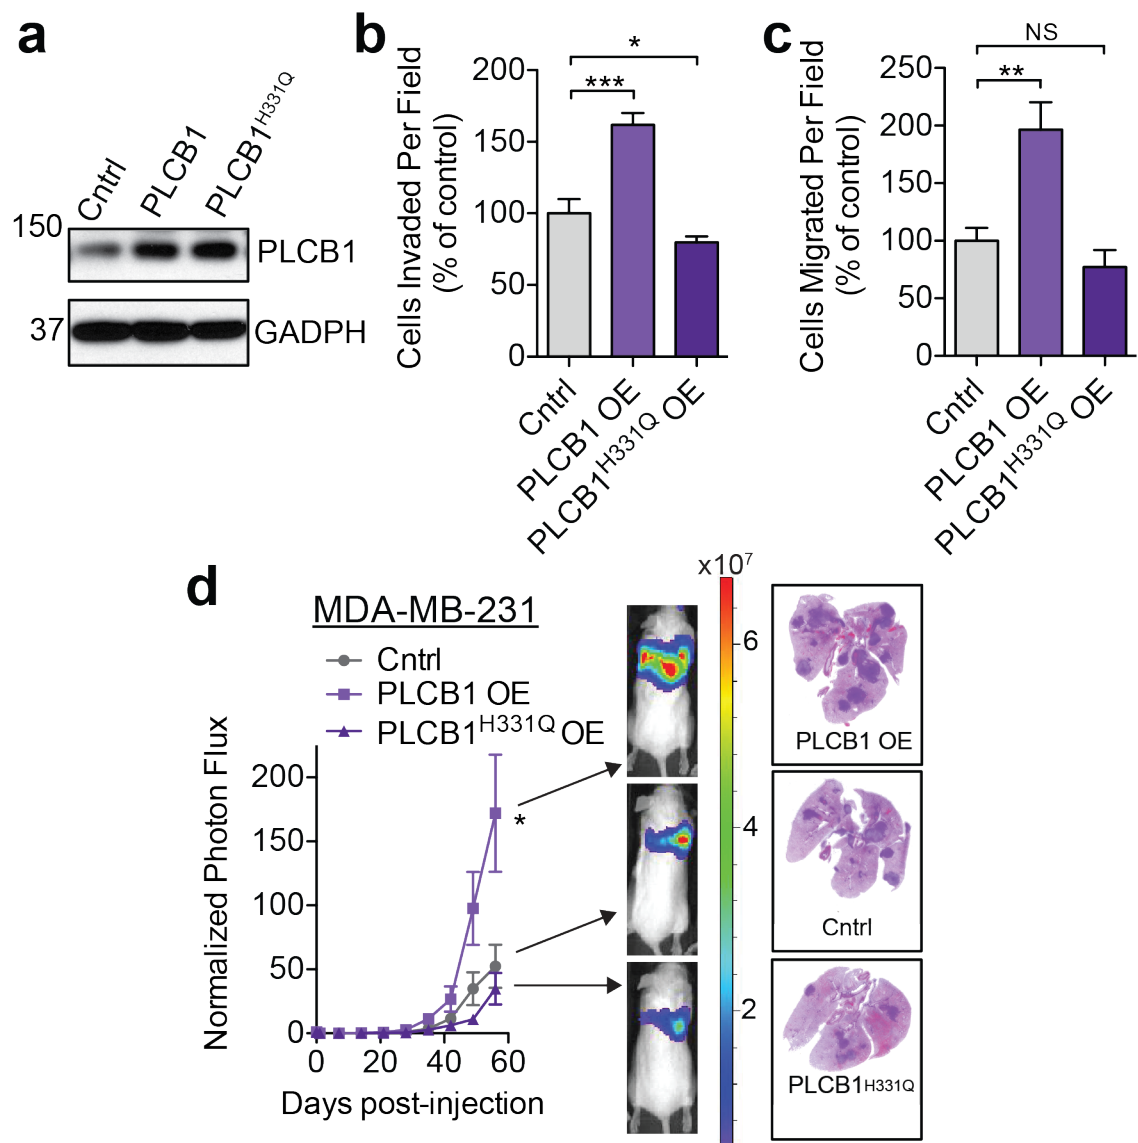 a
Cntrl
PLCB1
PLCB1H331Q
150
PLCB1
37
GADPH
b
Cells Invaded Per Field
(% of control)
200
150
100
50
0
*
***
Cntrl
PLCB1 OE
PLCB1H331Q OE
c
Cells Migrated Per Field
(% of control)
250
200
150
100
50
0
NS
**
Cntrl
PLCB1 OE
PLCB1H331Q OE
d
MDA-MB-231
Cntrl
PLCB1 OE
PLCB1H331Q OE
Normalized Photon Flux
200
150
100
50
0
*
0
20
40
60
Days post-injection
x10⁷
6
4
2
PLCB1 OE
Cntrl
PLCB1H331Q